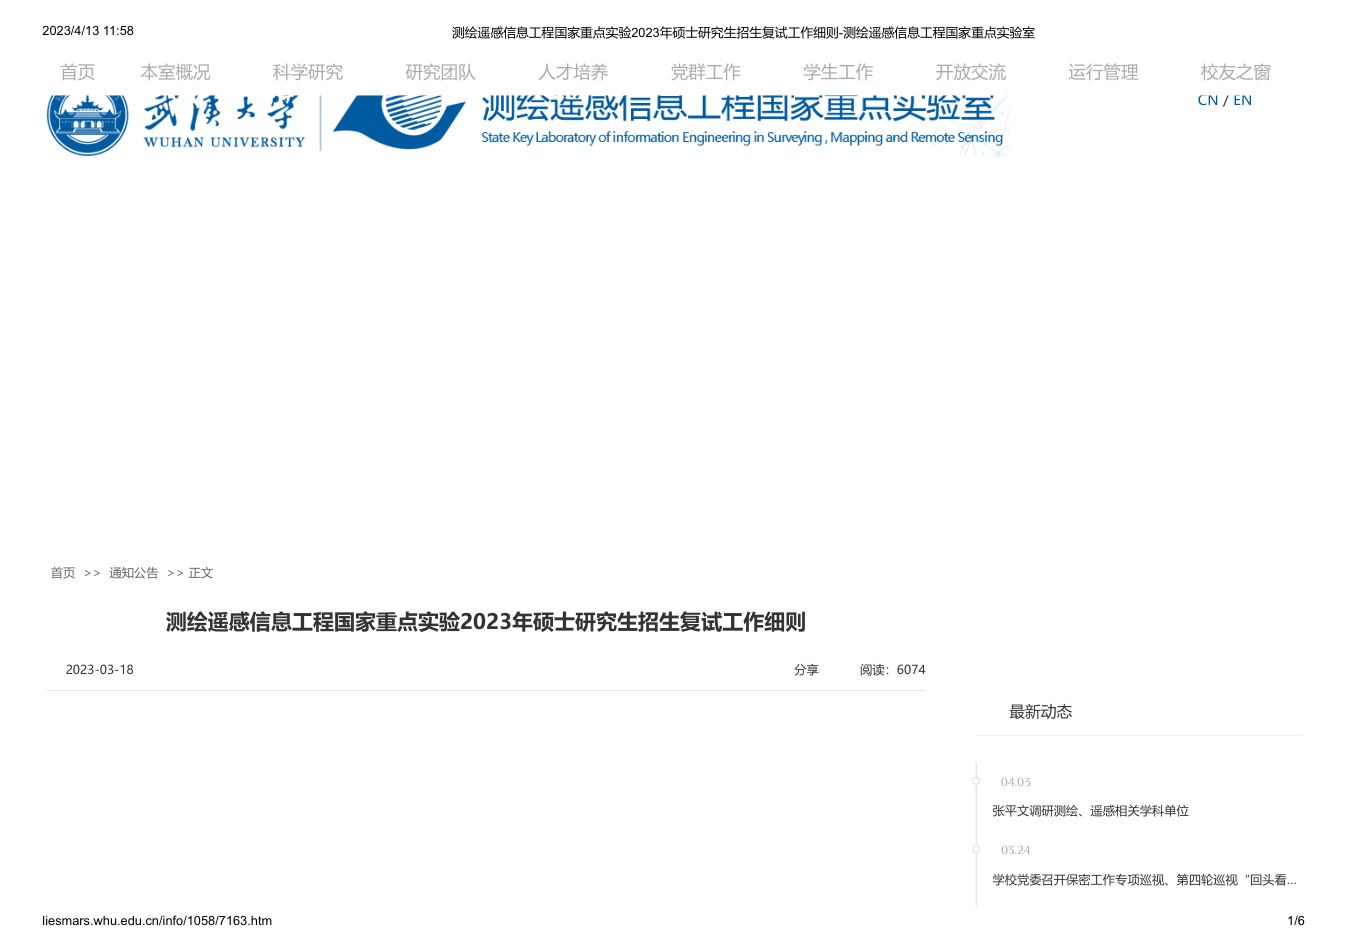 2023/4/13 11:58
测绘遥感信息工程国家重点实验2023年硕士研究生招生复试工作细则-测绘遥感信息工程国家重点实验室
首页 本室概况 科学研究 研究团队 人才培养 党群工作 学生工作 开放交流 运行管理 校友之窗
武汉大学
WUHAN UNIVERSITY
测绘遥感信息工程国家重点实验室
State Key Laboratory of information Engineering in Surveying , Mapping and Remote Sensing
CN / EN
首页 >> 通知公告 >> 正文
测绘遥感信息工程国家重点实验2023年硕士研究生招生复试工作细则
2023-03-18 分享 阅读：6074
最新动态
04.03
张平文调研测绘、遥感相关学科单位
03.24
学校党委召开保密工作专项巡视、第四轮巡视“回头看...
liesmars.whu.edu.cn/info/1058/7163.htm 1/6